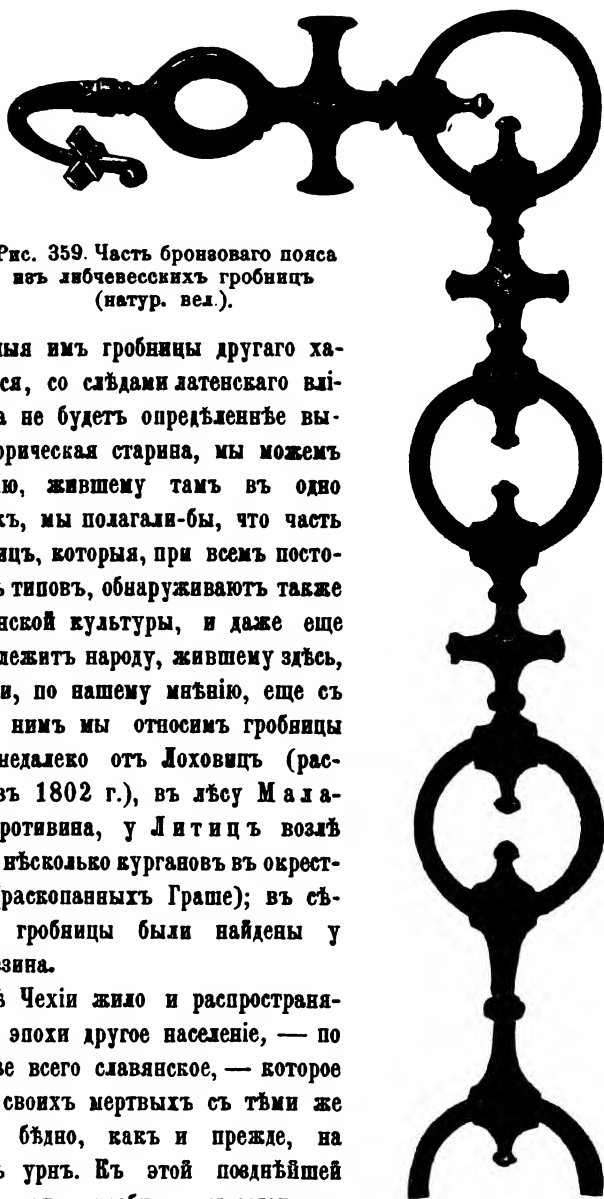 Рис. 359. Часть бронзоваго пояса
изъ либчевесскихъ гробницъ
(натур. вел.).
ныя имъ гробницы другаго ха-
ся, со слѣдами латенскаго влі-
а не будетъ опредѣленнѣе вы-
орическая старина, мы можемъ
ю, жившему тамъ въ одно
къ, мы полагали-бы, что часть
ицъ, которыя, при всемъ посто-
ь типовъ, обнаруживаютъ также
нской культуры, и даже еще
лежитъ народу, жившему здѣсь,
и, по нашему мнѣнію, еще съ
нимъ мы относимъ гробницы
недалеко отъ Лоховицъ (рас-
въ 1802 г.), въ лѣсу Мала-
ротивина, у Литицъ возлѣ
нѣсколько кургановъ въ окрест-
раскопанныхъ Граше); въ сѣ-
гробницы были найдены у
зина.
ѣ Чехіи жило и распространя-
эпохи другое населеніе, — по
е всего славянское, — которое
своихъ мертвыхъ съ тѣми же
бѣдно, какъ и прежде, на
ъ урнъ. Къ этой позднѣйшей